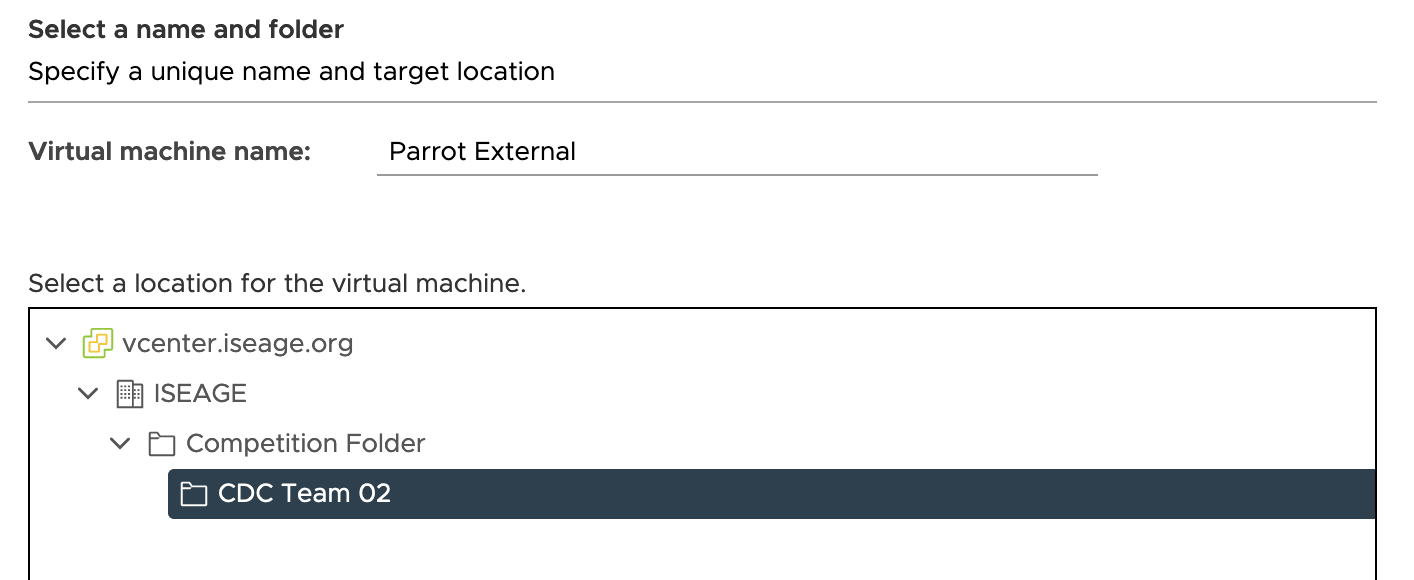 Select a name and folder
Specify a unique name and target location
Virtual machine name: Parrot External
Select a location for the virtual machine.
vcenter.iseage.org
ISEAGE
Competition Folder
CDC Team 02